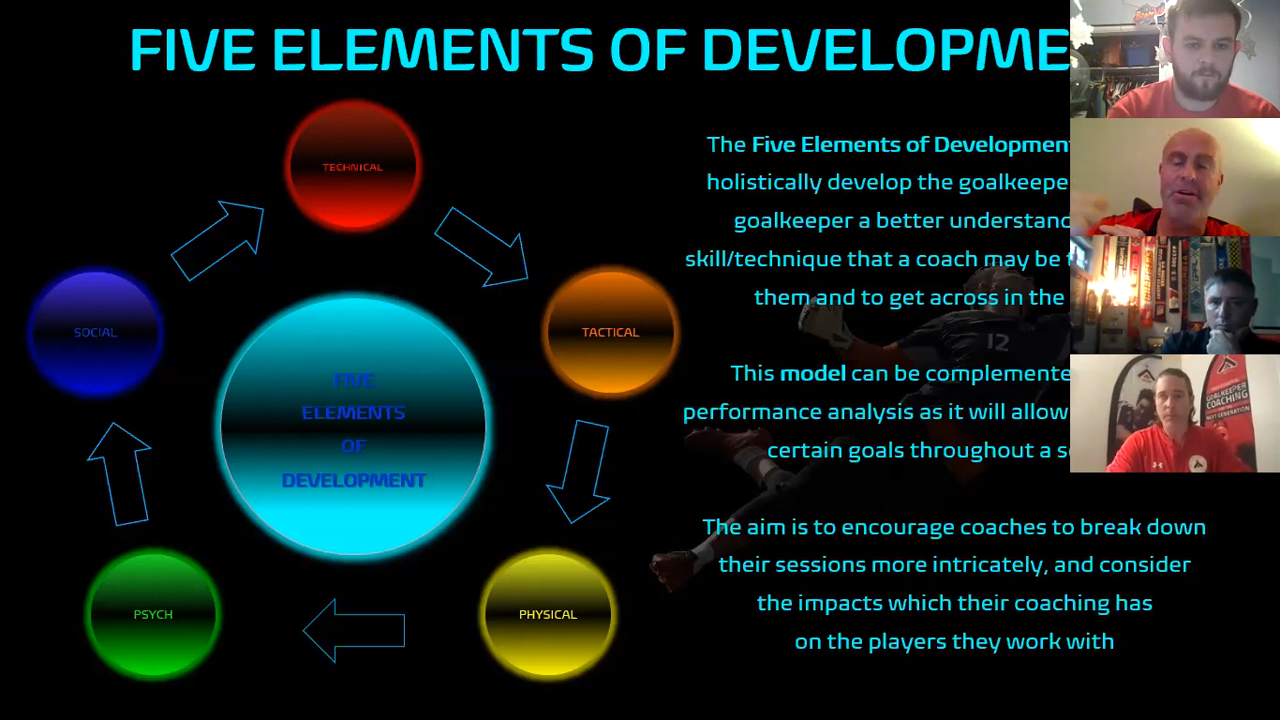 FIVE ELEMENTS OF DEVELOPME
TECHNICAL
TACTICAL
PHYSICAL
PSYCH
SOCIAL
FIVE
ELEMENTS
OF
DEVELOPMENT
The Five Elements of Development
holistically develop the goalkeepe
goalkeeper a better understanc
skill/technique that a coach may be
them and to get across in the
This model can be complemente
performance analysis as it will allow
certain goals throughout a s
The aim is to encourage coaches to break down
their sessions more intricately, and consider
the impacts which their coaching has
on the players they work with
12
GOALKEEPER
COACHING
NEXT GENERATION